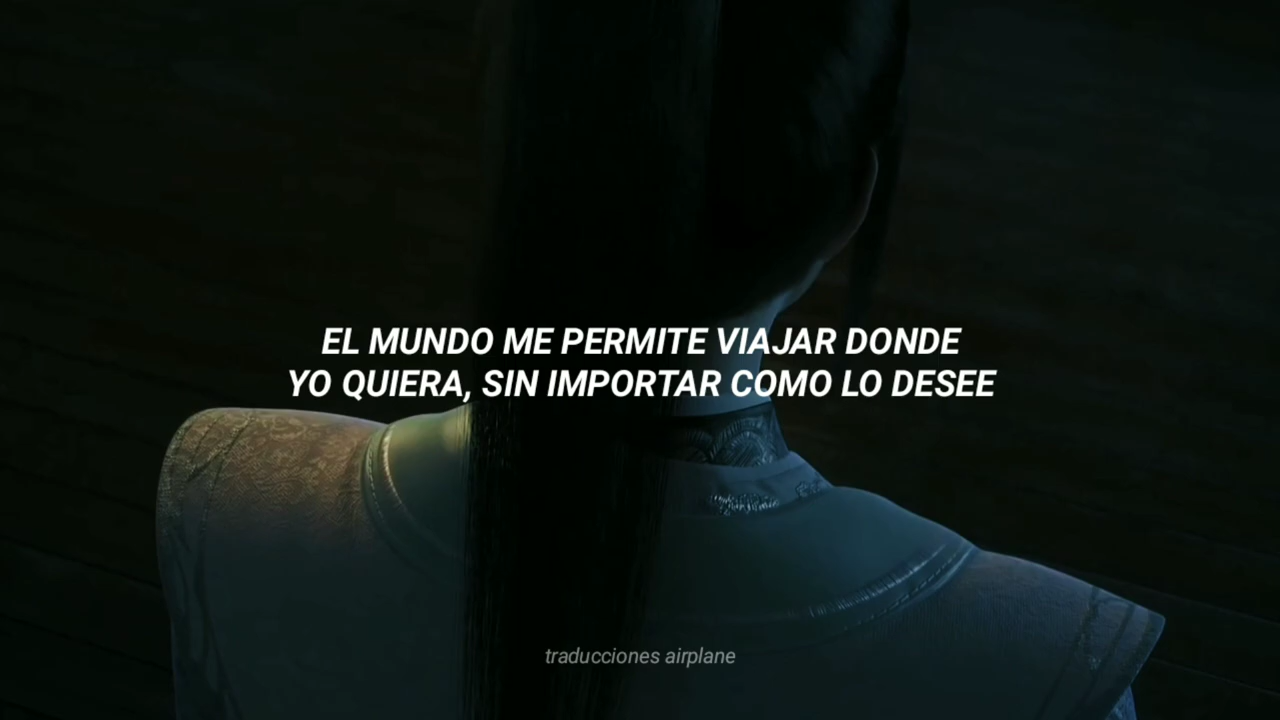 EL MUNDO ME PERMITE VIAJAR DONDE
YO QUIERA, SIN IMPORTAR COMO LO DESEE
traducciones airplane